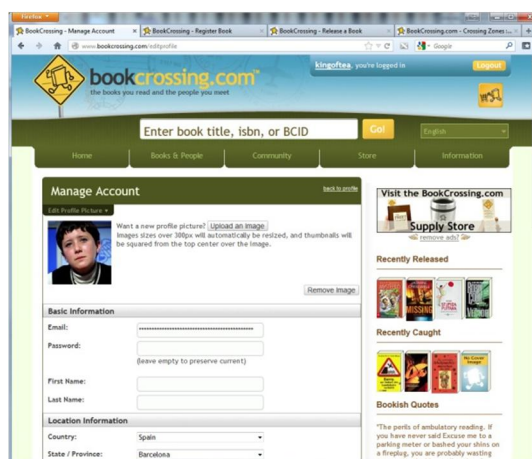 Firefox
BookCrossing - Manage Account
BookCrossing - Register Book
BookCrossing - Release a Book
BookCrossing.com - Crossing Zones
www.bookcrossing.com/editprofile
Google
bookcrossing.com
the books you read and the people you meet
kingoftea, you're logged in
Logout
Enter book title, isbn, or BCID
Go!
English
Home
Books & People
Community
Store
Information
Manage Account
back to profile
Edit Profile Picture
Want a new profile picture? Upload an image
Images sizes over 300px will automatically be resized, and thumbnails will
be squared from the top center over the image.
Remove Image
Basic Information
Email:
Password:
(leave empty to preserve current)
First Name:
Last Name:
Location Information
Country:
Spain
State / Province:
Barcelona
Visit the BookCrossing.com
Supply Store
remove ads?
Recently Released
MISSING
Recently Caught
No Cover
Image
Bookish Quotes
"The perils of ambulatory reading. If
you have never said Excuse me to a
parking meter or bashed your shins on
a fireplug, you are probably wasting